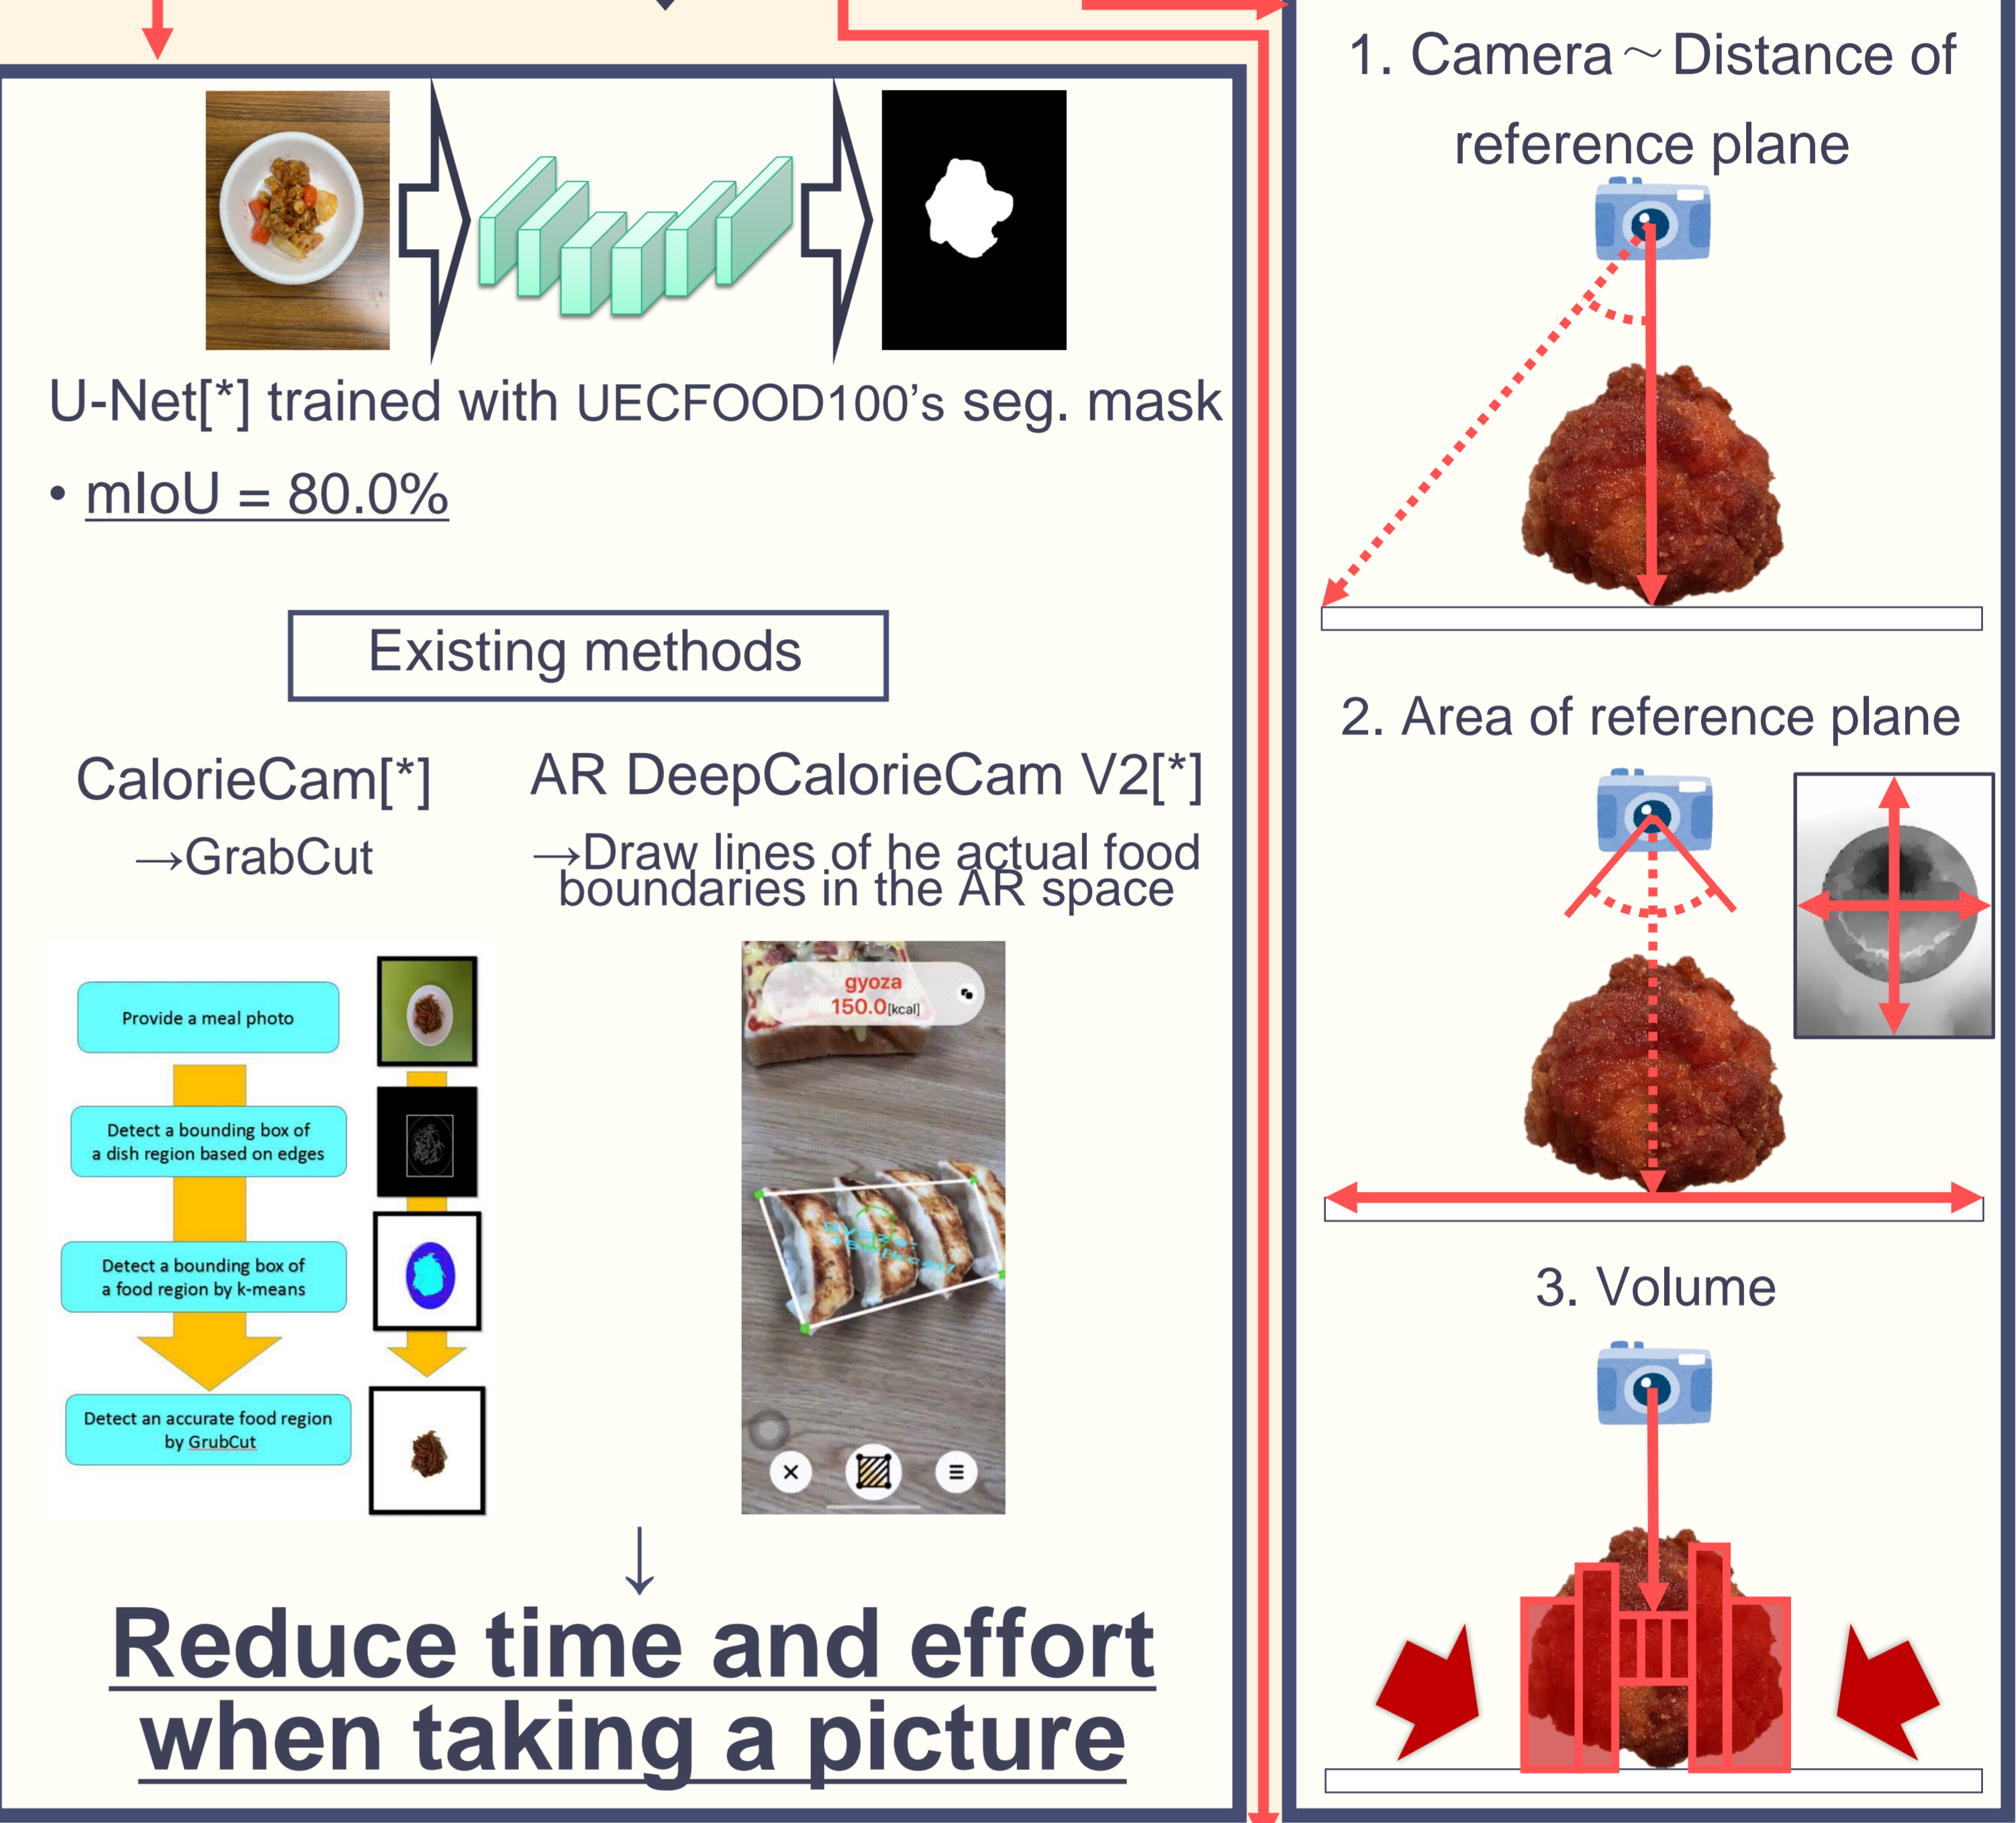 U-Net[*] trained with UECFOOD100's seg. mask
• mIoU = 80.0%
Existing methods
CalorieCam[*]
→GrabCut
AR DeepCalorieCam V2[*]
→Draw lines of he actual food
boundaries in the AR space
Provide a meal photo
Detect a bounding box of
a dish region based on edges
Detect a bounding box of
a food region by k-means
Detect an accurate food region
by GrubCut
gyoza
150.0[kcal]
↓
Reduce time and effort
when taking a picture
1. Camera～Distance of
reference plane
2. Area of reference plane
3. Volume